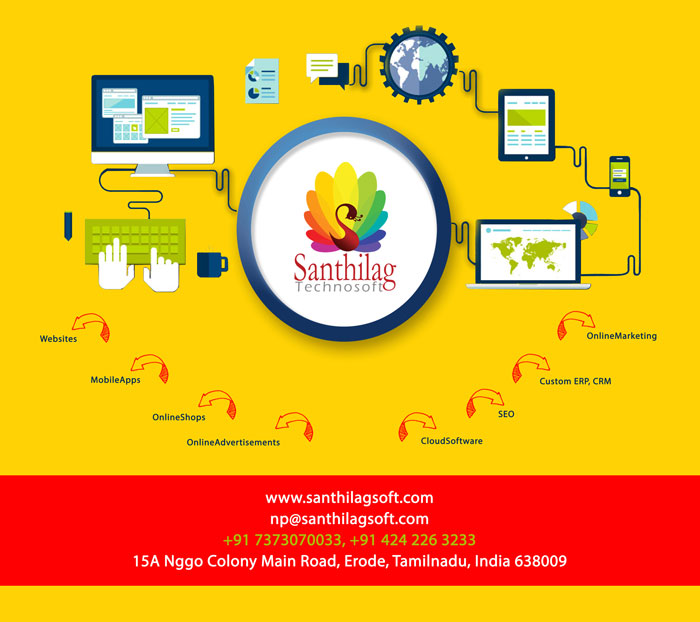 Santhilag
Technosoft
Websites
OnlineMarketing
MobileApps
Custom ERP, CRM
OnlineShops
SEO
OnlineAdvertisements
CloudSoftware
www.santhilagsoft.com
np@santhilagsoft.com
+91 7373070033, +91 424 226 3233
15A Nggo Colony Main Road, Erode, Tamilnadu, India 638009